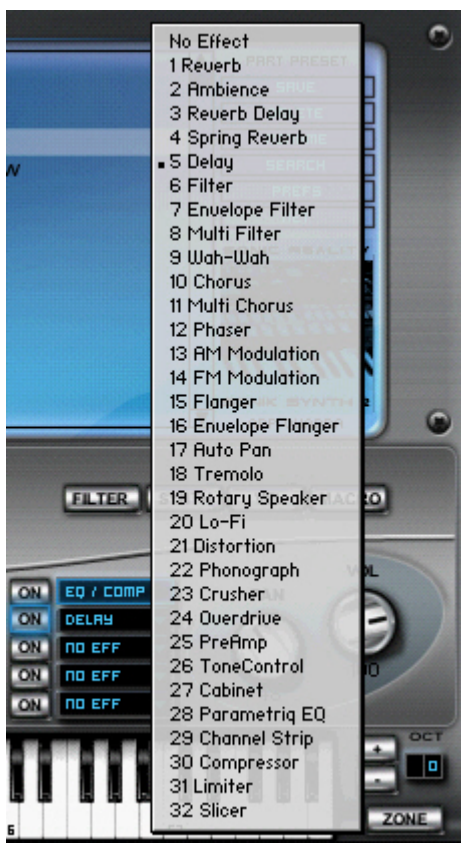 No Effect
1 Reverb
2 Ambience
3 Reverb Delay
4 Spring Reverb
5 Delay
6 Filter
7 Envelope Filter
8 Multi Filter
9 Wah-Wah
10 Chorus
11 Multi Chorus
12 Phaser
13 AM Modulation
14 FM Modulation
15 Flanger
16 Envelope Flanger
17 Auto Pan
18 Tremolo
19 Rotary Speaker
20 Lo-Fi
21 Distortion
22 Phonograph
23 Crusher
24 Overdrive
25 PreAmp
26 ToneControl
27 Cabinet
28 Parametriq EQ
29 Channel Strip
30 Compressor
31 Limiter
32 Slicer
PART PRESET
SAVE
SEARCH
PREFS
FILTER
ON EQ / COMP
ON DELAY
ON NO EFF
ON NO EFF
ON NO EFF
VOL
OCT
+
-
0
ZONE